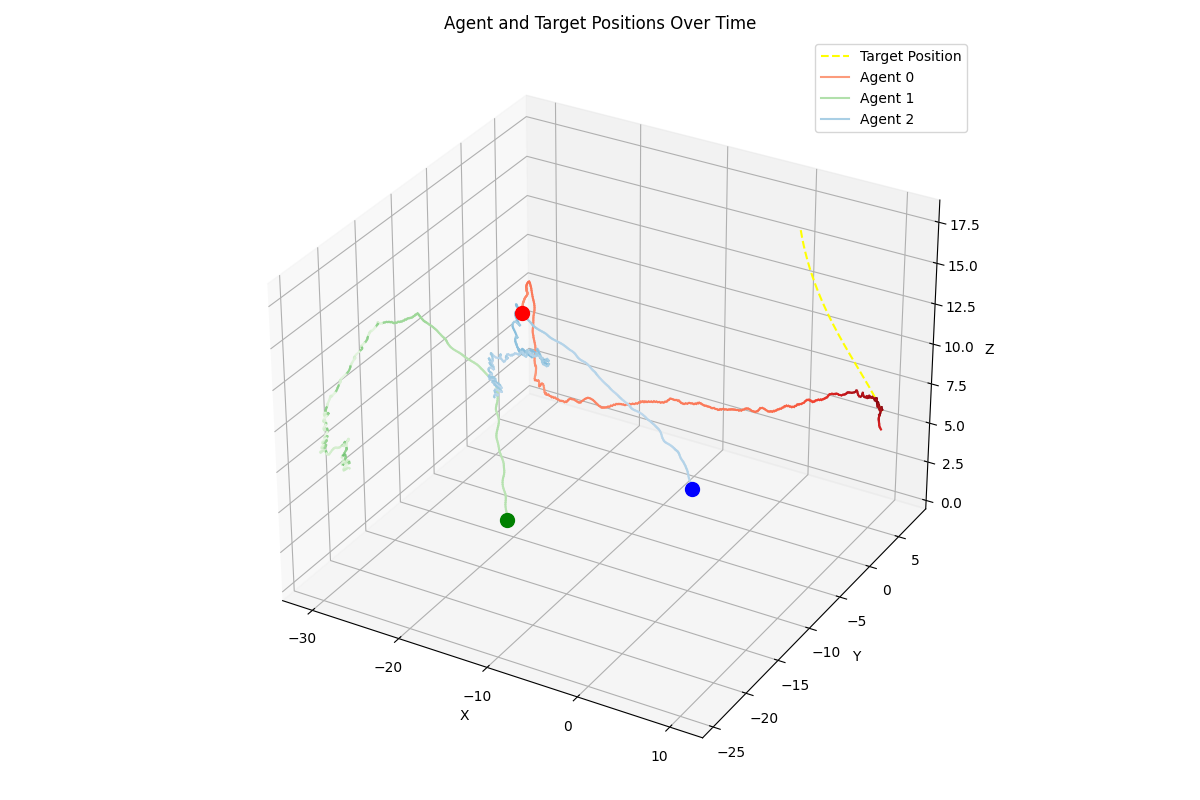 Agent and Target Positions Over Time
Target Position
Agent 0
Agent 1
Agent 2
17.5
15.0
12.5
10.0
7.5
5.0
2.5
0.0
Z
5
0
−5
−10
−15
−20
−25
Y
−30
−20
−10
0
10
X